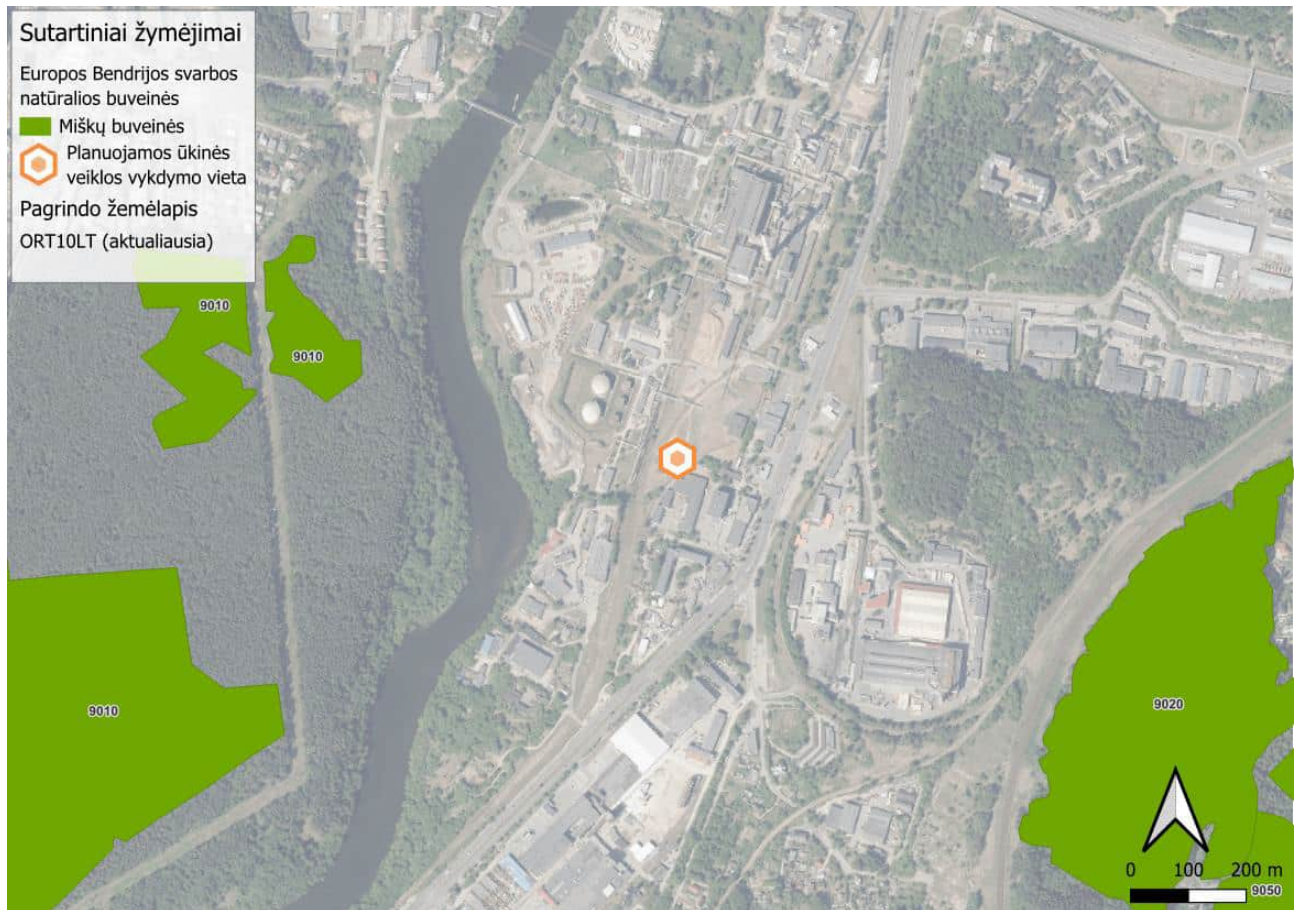 Sutartiniai žymėjimai
Europos Bendrijos svarbos
natūralios buveinės
Miškų buveinės
Planuojamos ūkinės
veiklos vykdymo vieta
Pagrindo žemėlapis
ORT10LT (aktualiausia)
9010
9010
9010
9020
0 100 200 m
9050